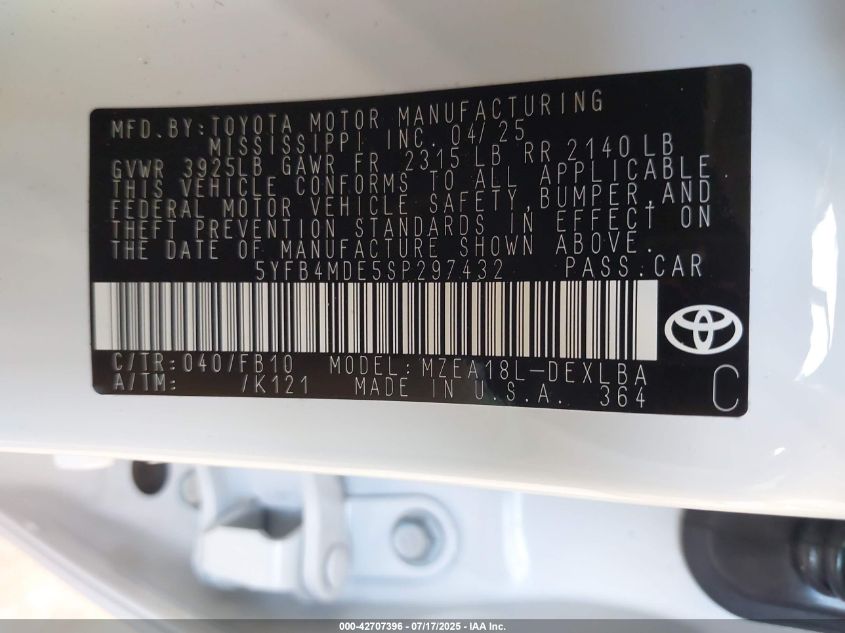 MFD.BY:TOYOTA MOTOR MANUFACTURING
MISSISSIPPI INC. 04/25
GVWR 3925LB GAWR FR 2315 LB RR 2140 LB
THIS VEHICLE CONFORMS TO ALL APPLICABLE
FEDERAL MOTOR VEHICLE SAFETY,BUMPER,AND
THEFT PREVENTION STANDARDS IN EFFECT ON
THE DATE OF MANUFACTURE SHOWN ABOVE.
5YFB4MDE5SP297432 PASS.CAR
C/TR:040/FB10 MODEL:MZEA18L-DEXLBA
A/TM: /K121 MADE IN U.S.A. 364
C
000-42707396 - 07/17/2025 - IAA Inc.